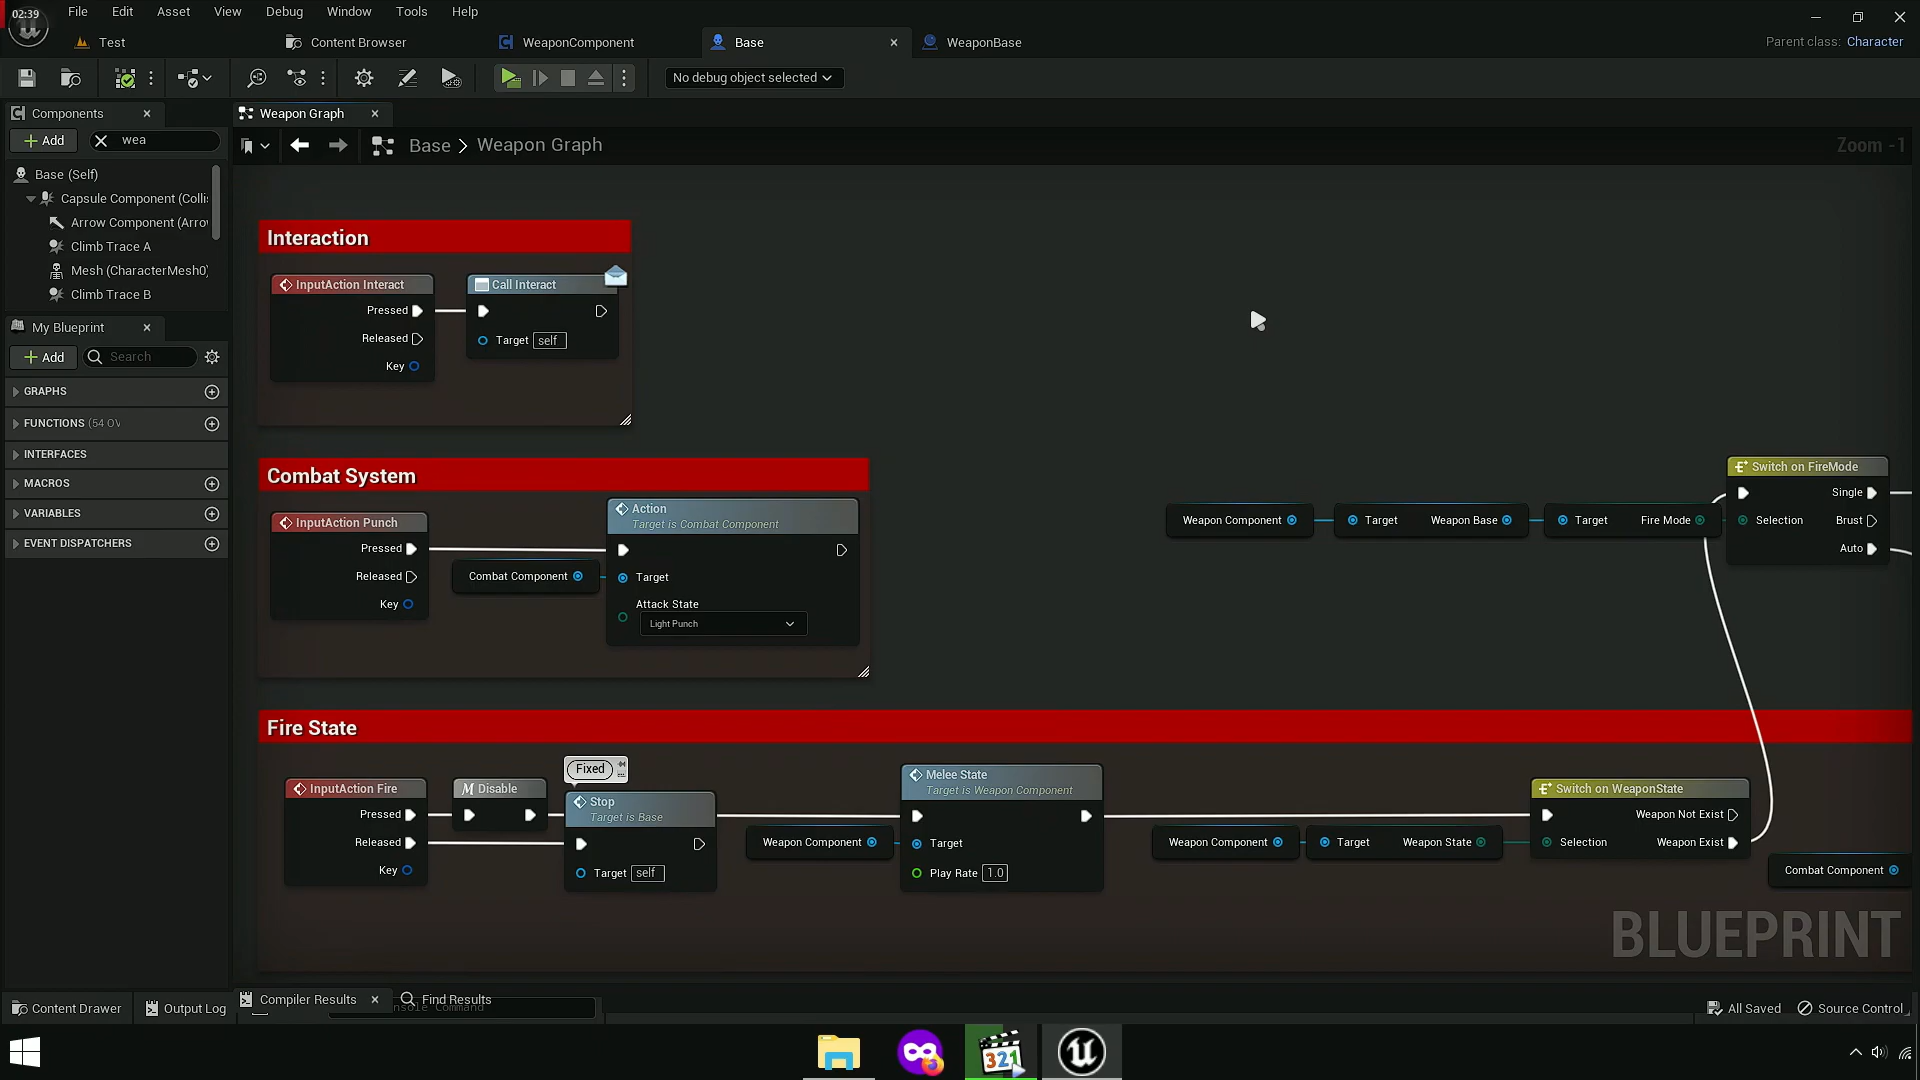 02:39
File Edit Asset View Debug Window Tools Help
Test Content Browser WeaponComponent Base WeaponBase
Parent class: Character
No debug object selected
Components
Add wea
Base (Self)
Capsule Component (Collis
Arrow Component (Arrov
Climb Trace A
Mesh (CharacterMesh0)
Climb Trace B
My Blueprint
Add Search
GRAPHS
FUNCTIONS (54 OV
INTERFACES
MACROS
VARIABLES
EVENT DISPATCHERS
Weapon Graph
Base > Weapon Graph
Zoom -1
Interaction
InputAction Interact
Pressed
Released
Key
Call Interact
Target self
Combat System
InputAction Punch
Pressed
Released
Key
Combat Component
Action
Target is Combat Component
Target
Attack State
Light Punch
Weapon Component
Target Weapon Base
Target Fire Mode
Switch on FireMode
Single
Selection Brust
Auto
Fire State
InputAction Fire
Pressed
Released
Key
Disable
Fixed
Stop
Target is Base
Target self
Weapon Component
Melee State
Target is Weapon Component
Target
Play Rate 1.0
Weapon Component
Target Weapon State
Switch on WeaponState
Weapon Not Exist
Selection Weapon Exist
Combat Component
BLUEPRINT
Compiler Results Find Results
Content Drawer Output Log
nsole Command
All Saved Source Control
321